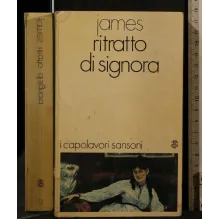 james
ritratto
di signora
i capolavori sansoni